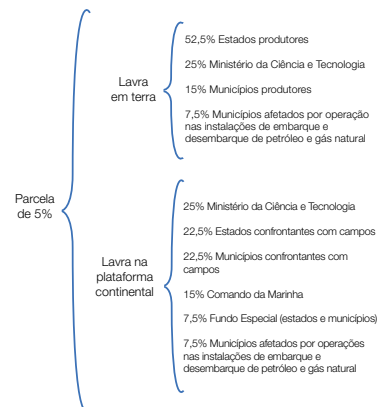 Parcela
de 5%
Lavra
em terra
52,5% Estados produtores
25% Ministério da Ciência e Tecnologia
15% Municípios produtores
7,5% Municípios afetados por operação
nas instalações de embarque e
desembarque de petróleo e gás natural
Lavra na
plataforma
continental
25% Ministério da Ciência e Tecnologia
22,5% Estados confrontantes com campos
22,5% Municípios confrontantes com
campos
15% Comando da Marinha
7,5% Fundo Especial (estados e municípios)
7,5% Municípios afetados por operações
nas instalações de embarque e
desembarque de petróleo e gás natural